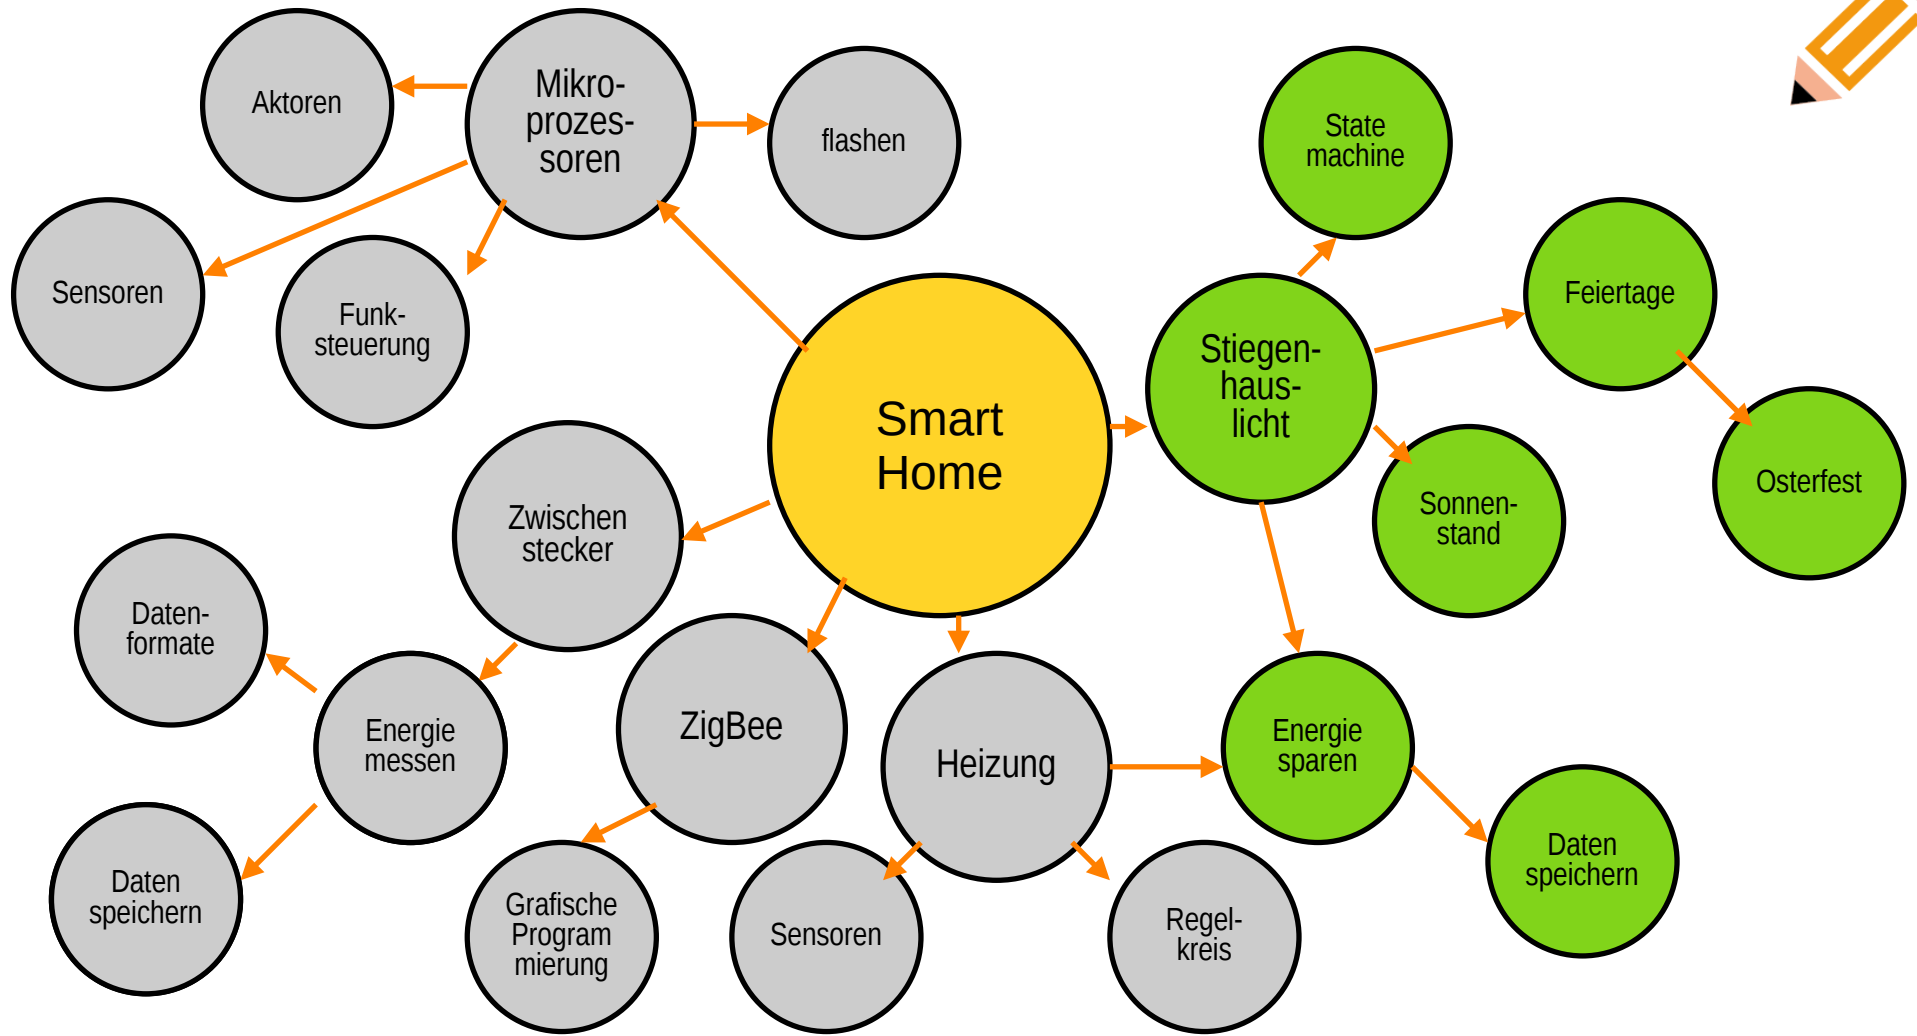 Aktoren
Mikro-
prozes-
soren
flashen
State
machine
Sensoren
Funk-
steuerung
Feiertage
Stiegen-
haus-
licht
Smart
Home
Osterfest
Sonnen-
stand
Zwischen
stecker
Daten-
formate
Energie
messen
ZigBee
Heizung
Energie
sparen
Daten
speichern
Daten
speichern
Grafische
Program
mierung
Sensoren
Regel-
kreis